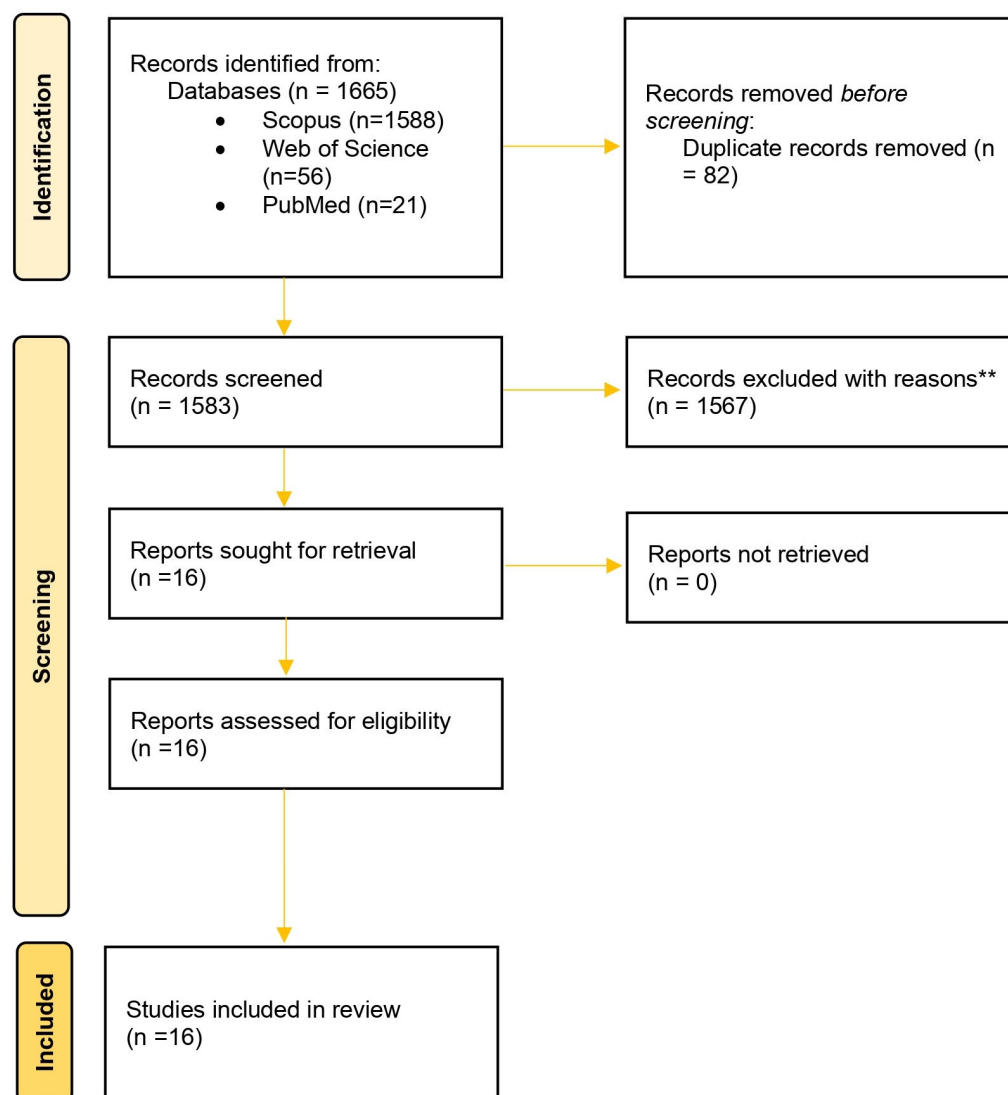 Identification
Records identified from:
Databases (n = 1665)
• Scopus (n=1588)
• Web of Science
(n=56)
• PubMed (n=21)
Records removed before
screening:
Duplicate records removed (n
= 82)
Screening
Records screened
(n = 1583)
Records excluded with reasons**
(n = 1567)
Reports sought for retrieval
(n =16)
Reports not retrieved
(n = 0)
Reports assessed for eligibility
(n =16)
Included
Studies included in review
(n =16)